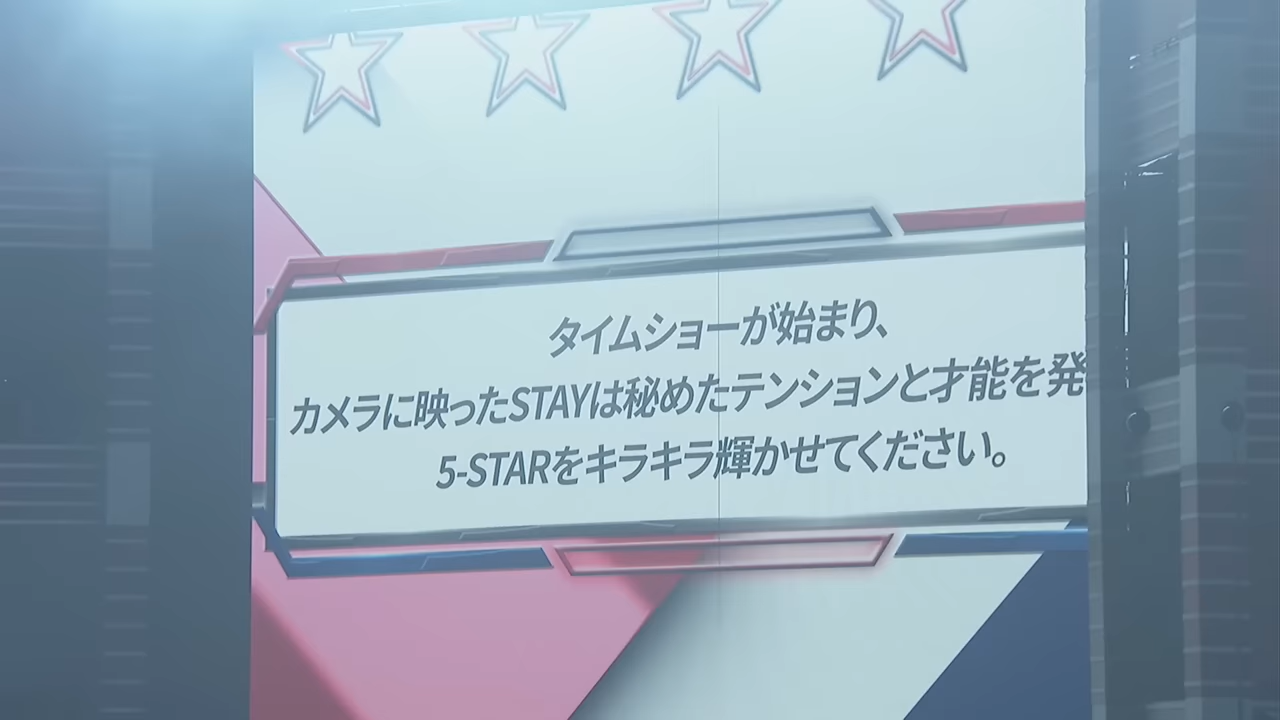 タイムショーが始まり、
カメラに映ったSTAYは秘めたテンションと才能を発
5-STARをキラキラ輝かせてください。